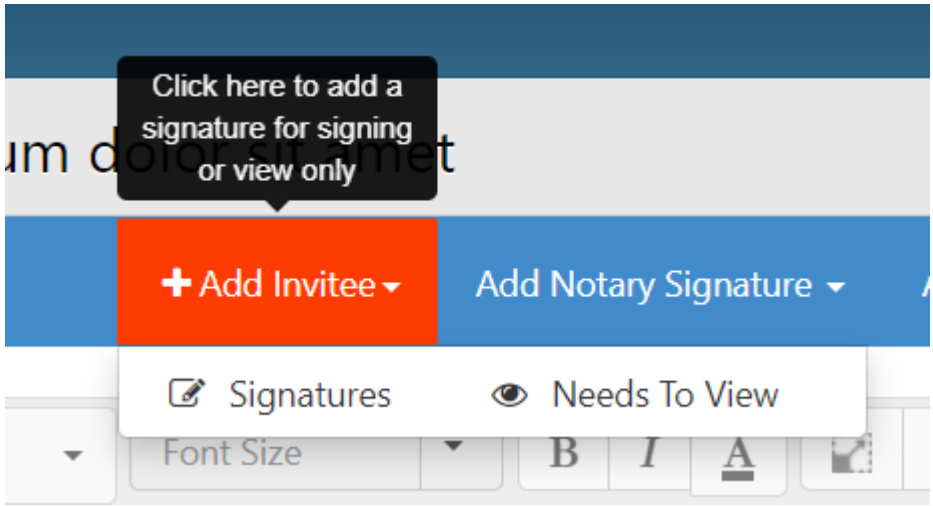 Click here to add a
signature for signing
or view only
dolor sit amet
Add Invitee
Add Notary Signature
Signatures
Needs To View
Font Size
B I A